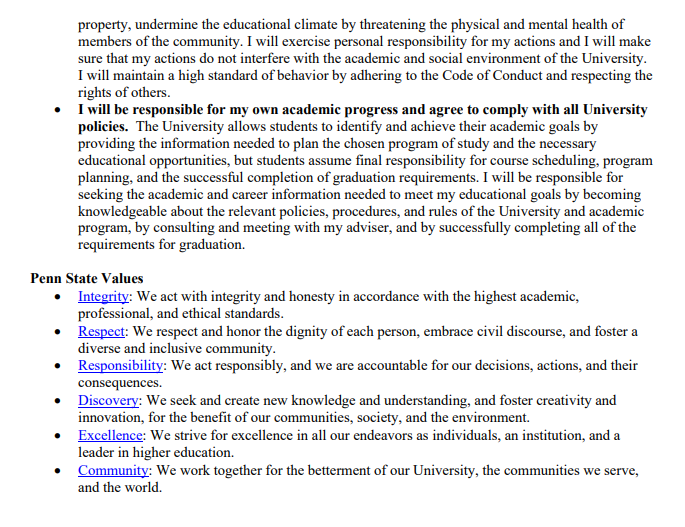 property, undermine the educational climate by threatening the physical and mental health of
members of the community. I will exercise personal responsibility for my actions and I will make
sure that my actions do not interfere with the academic and social environment of the University.
I will maintain a high standard of behavior by adhering to the Code of Conduct and respecting the
rights of others.
• I will be responsible for my own academic progress and agree to comply with all University
policies. The University allows students to identify and achieve their academic goals by
providing the information needed to plan the chosen program of study and the necessary
educational opportunities, but students assume final responsibility for course scheduling, program
planning, and the successful completion of graduation requirements. I will be responsible for
seeking the academic and career information needed to meet my educational goals by becoming
knowledgeable about the relevant policies, procedures, and rules of the University and academic
program, by consulting and meeting with my adviser, and by successfully completing all of the
requirements for graduation.
Penn State Values
• Integrity: We act with integrity and honesty in accordance with the highest academic,
professional, and ethical standards.
• Respect: We respect and honor the dignity of each person, embrace civil discourse, and foster a
diverse and inclusive community.
• Responsibility: We act responsibly, and we are accountable for our decisions, actions, and their
consequences.
• Discovery: We seek and create new knowledge and understanding, and foster creativity and
innovation, for the benefit of our communities, society, and the environment.
• Excellence: We strive for excellence in all our endeavors as individuals, an institution, and a
leader in higher education.
• Community: We work together for the betterment of our University, the communities we serve,
and the world.